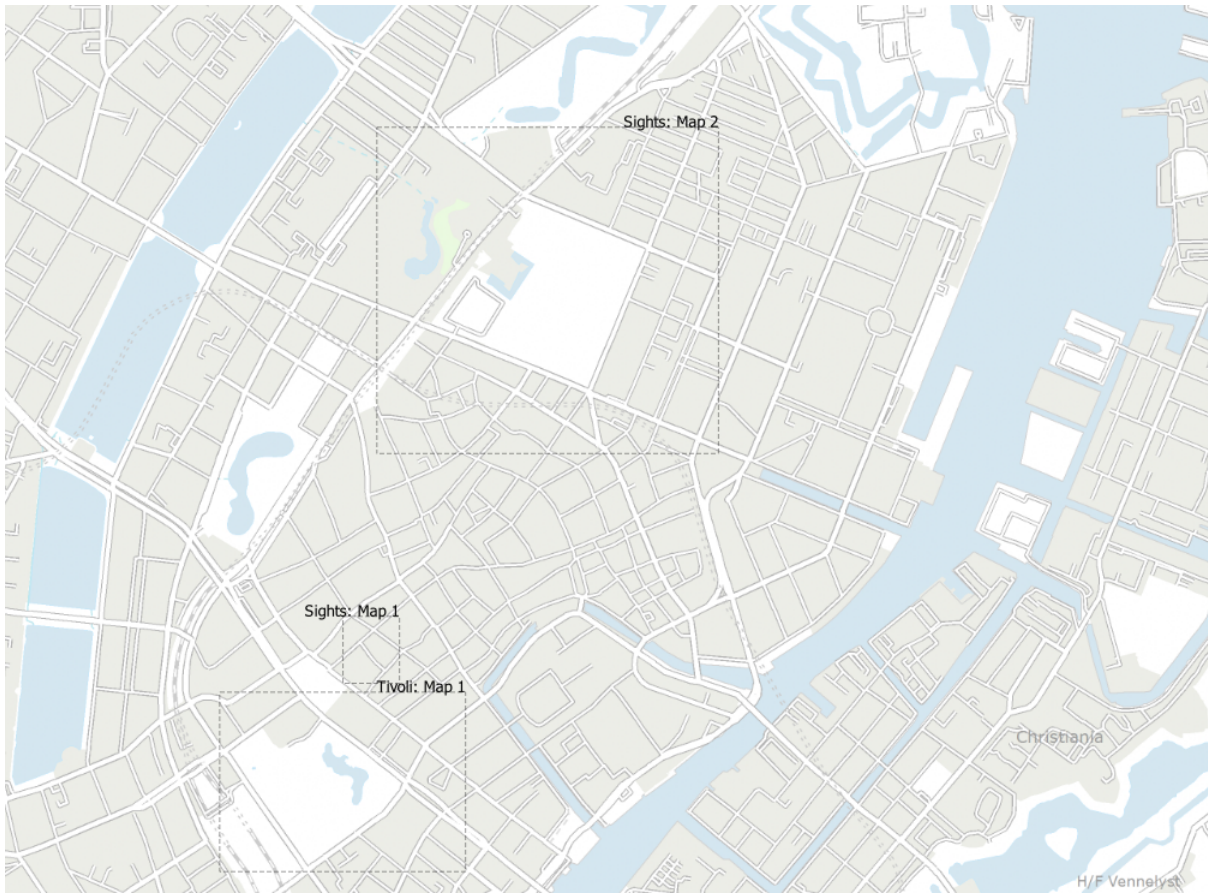 Sights: Map 2
Sights: Map 1
Tivoli: Map 1
Christiania
H/F Vennelyst